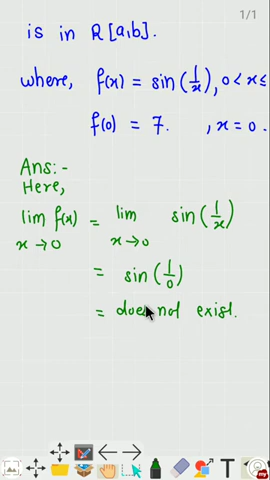 1/1
is in R[a,b].
where, f(x) = sin(1/x), 0 < x ≤
f(0) = 7. , x = 0.
Ans:-
Here,
lim x→0 f(x) = lim x→0 sin(1/x)
= sin(1/0)
= does not exist.
T